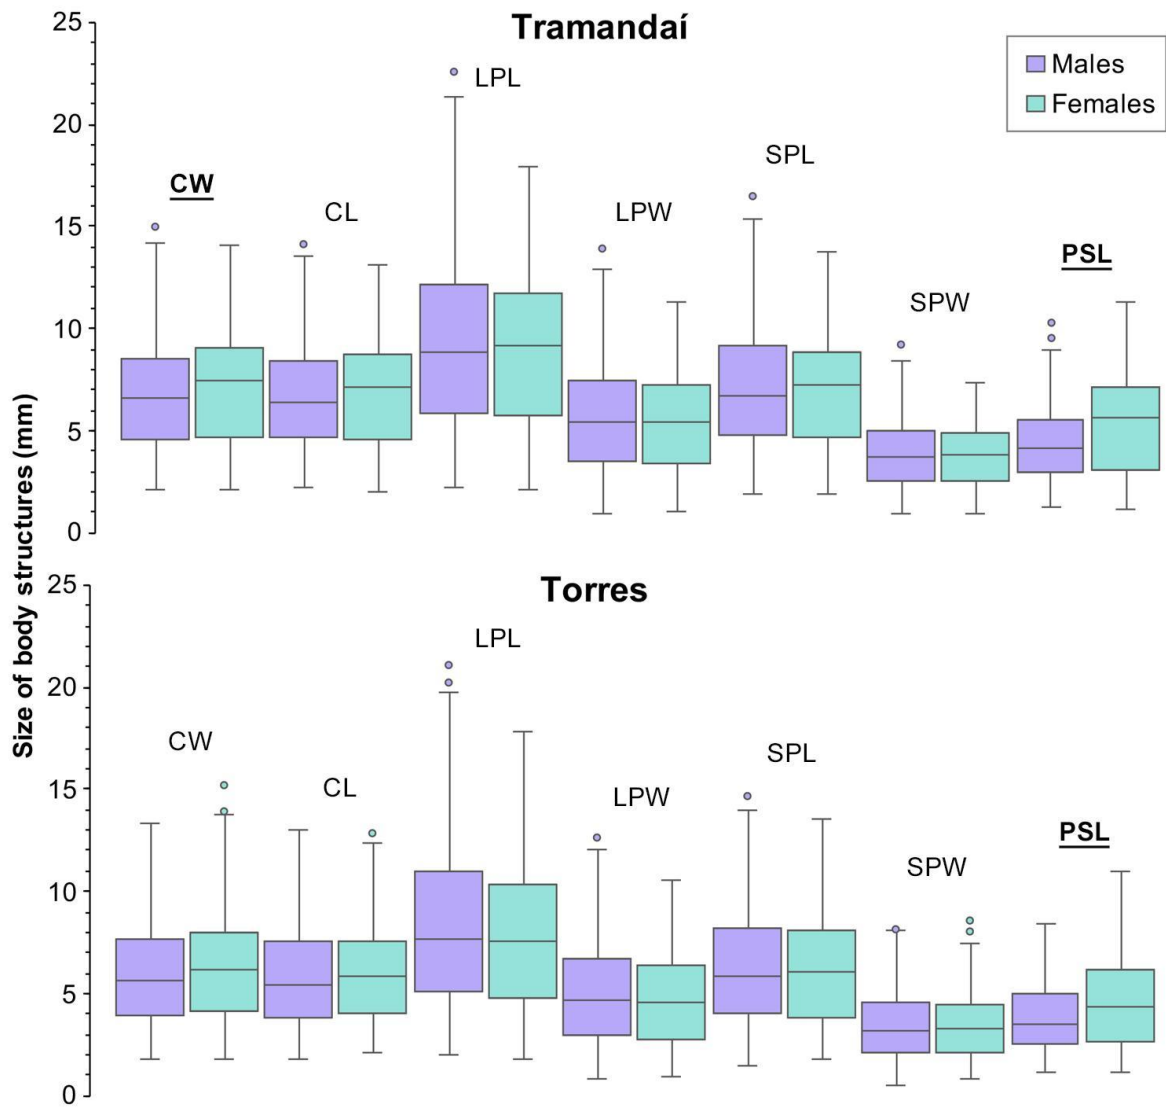 Tramandaí
Males
Females
25
20
15
10
5
0
CW
CL
LPL
LPW
SPL
SPW
PSL
Size of body structures (mm)
Torres
25
20
15
10
5
0
CW
CL
LPL
LPW
SPL
SPW
PSL